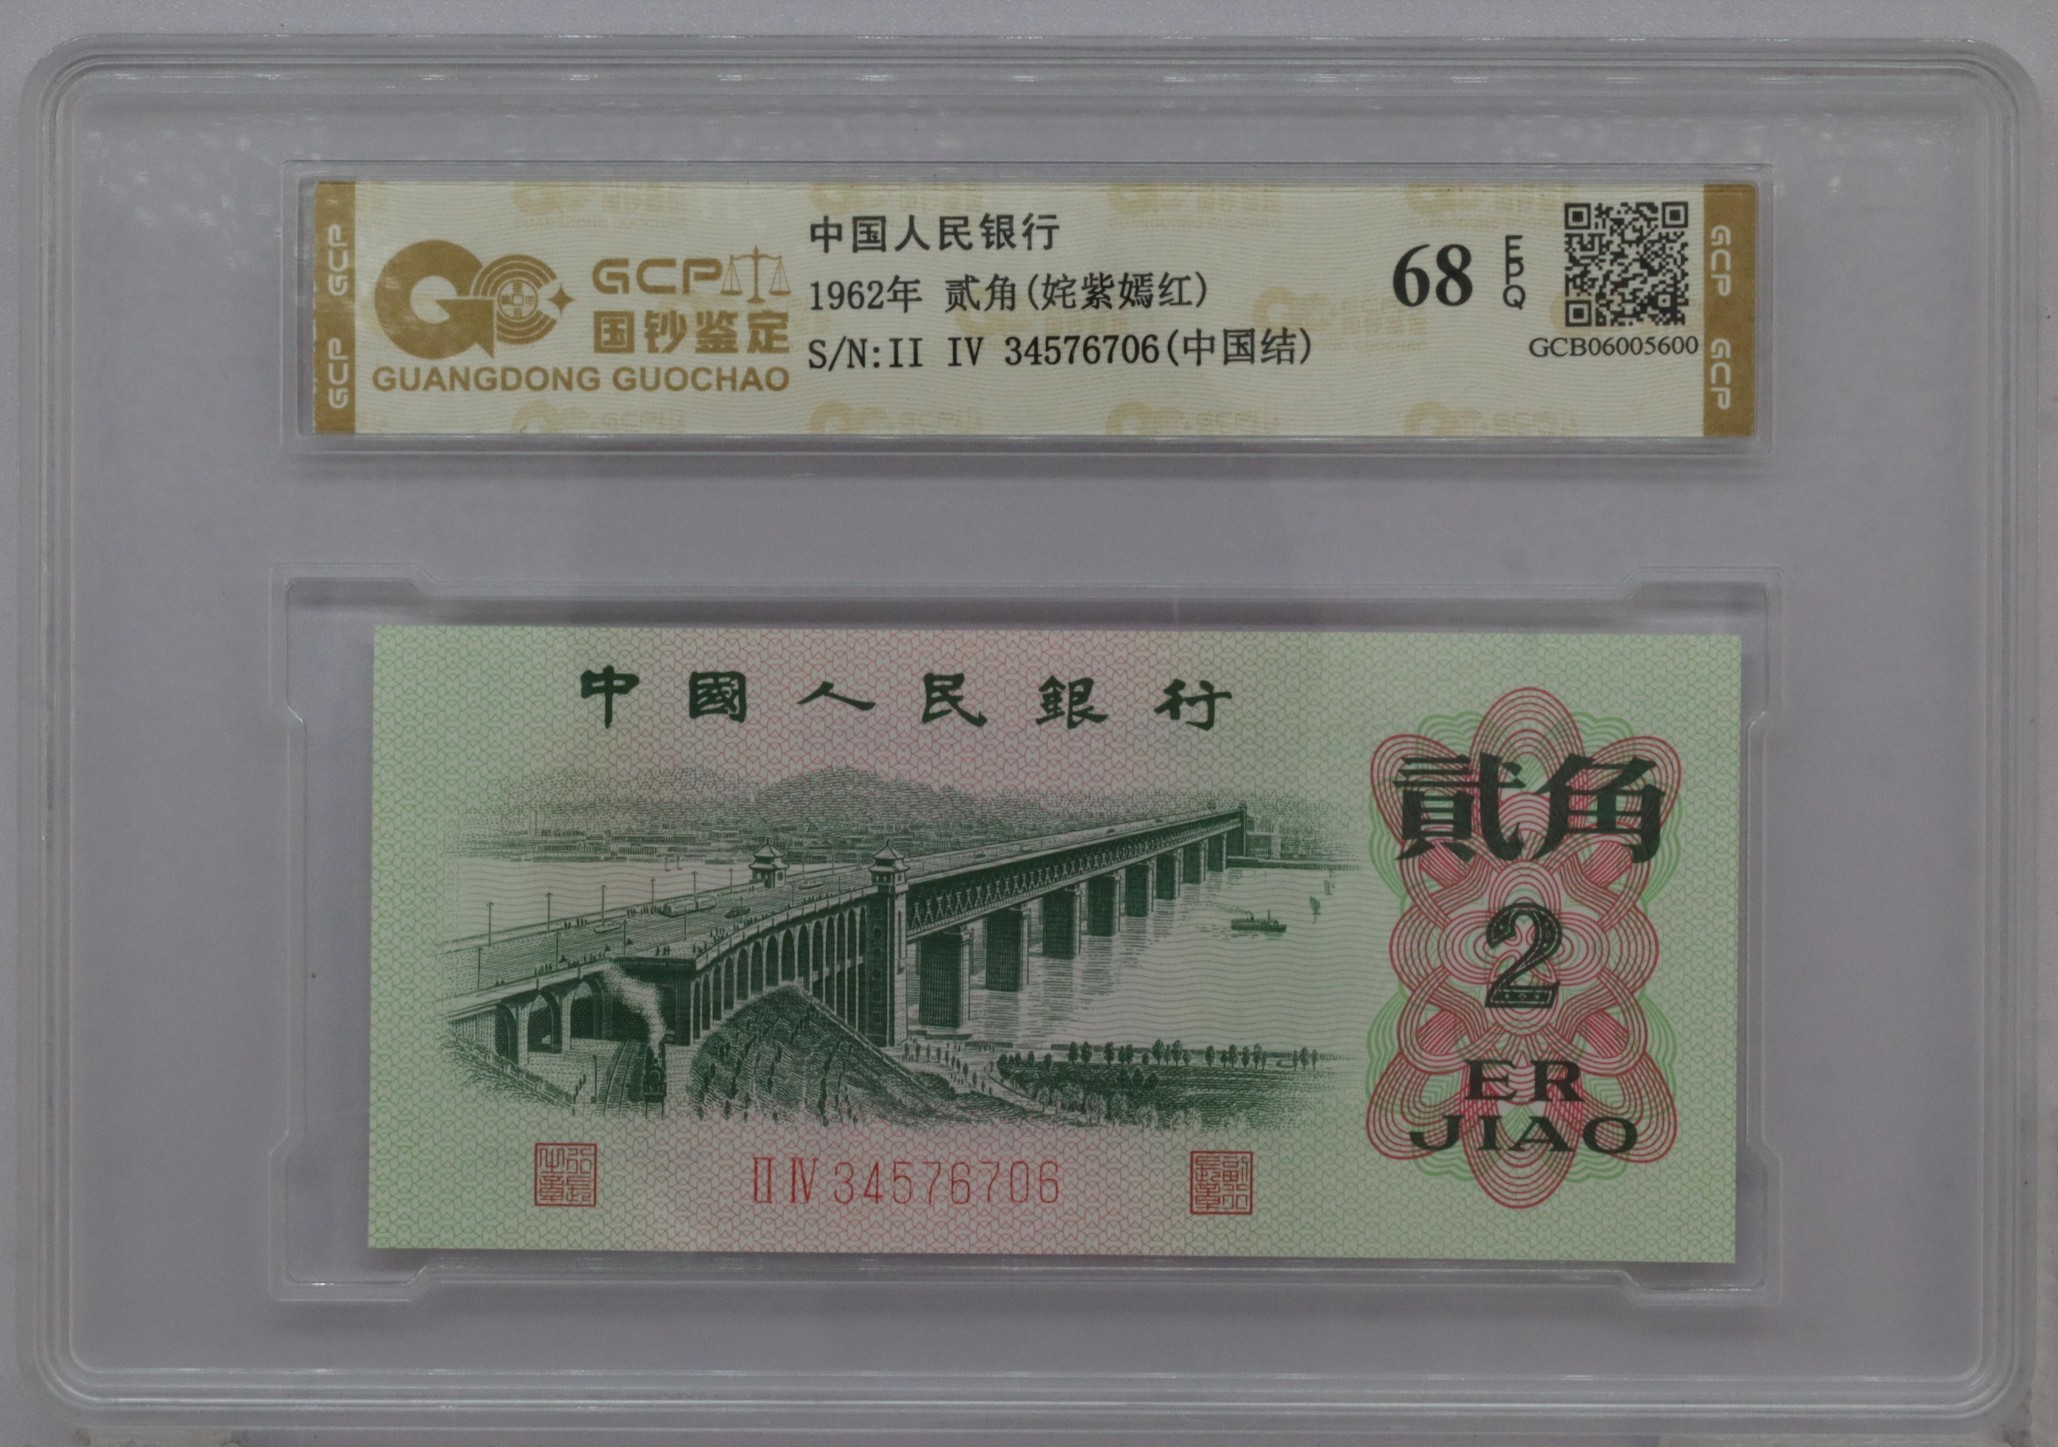 GCP
GCP
GCP
国钞鉴定
GUANGDONG GUOCHAO
中国人民银行
1962年 贰角(姹紫嫣红)
S/N:II IV 34576706(中国结)
68
EPQ
GCB06005600
GCP
GCP
中國人民銀行
貳角
2
ER
JIAO
II IV 34576706